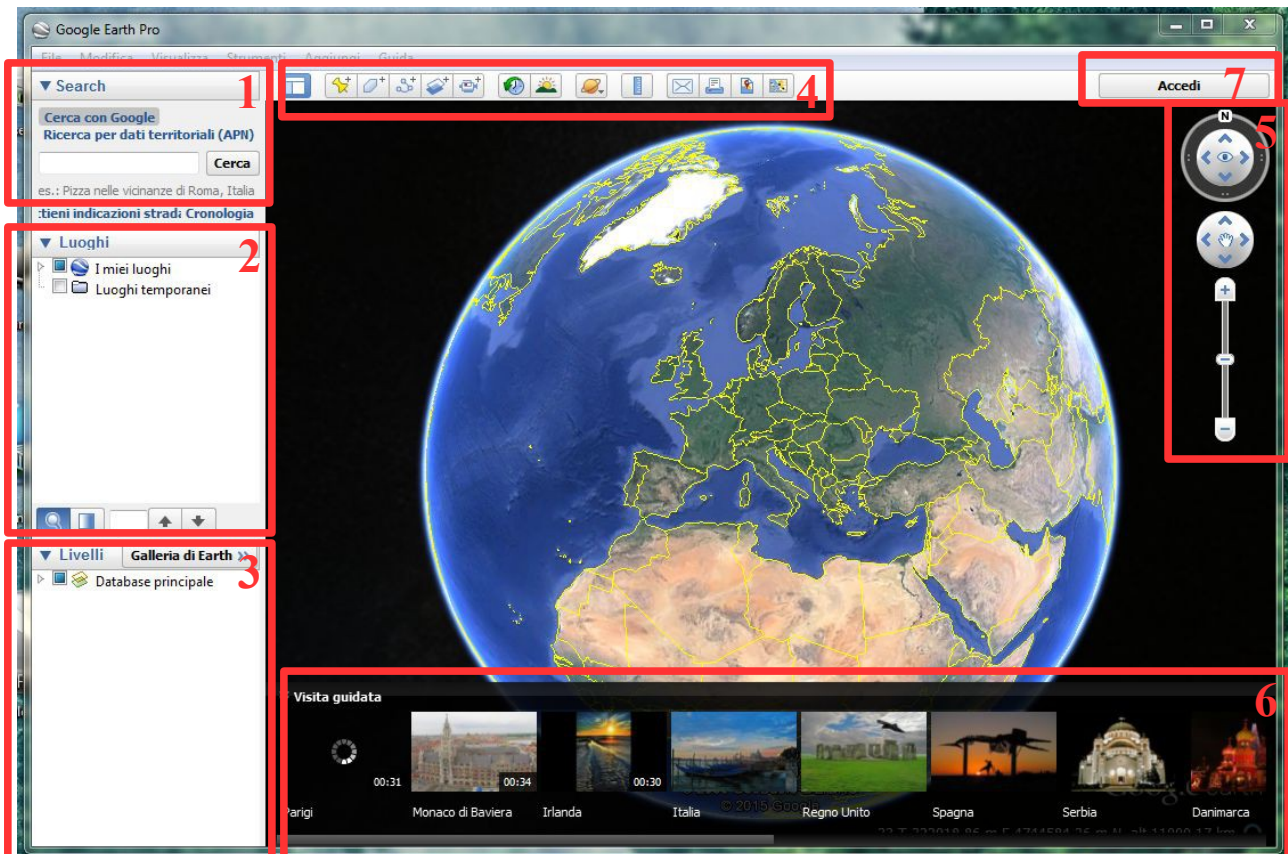 Google Earth Pro
File Modifica Visualizza Strumenti Aggiungi Guida
1
Search
Cerca con Google
Ricerca per dati territoriali (APN)
Cerca
es.: Pizza nelle vicinanze di Roma, Italia
:tieni indicazioni strada Cronologia
2
Luoghi
I miei luoghi
Luoghi temporanei
3
Livelli
Galleria di Earth »
Database principale
4
7
Accedi
5
N
6
Visita guidata
00:31
00:34
00:30
Parigi
Monaco di Baviera
Irlanda
Italia
Regno Unito
Spagna
Serbia
Danimarca
© 2015 Google